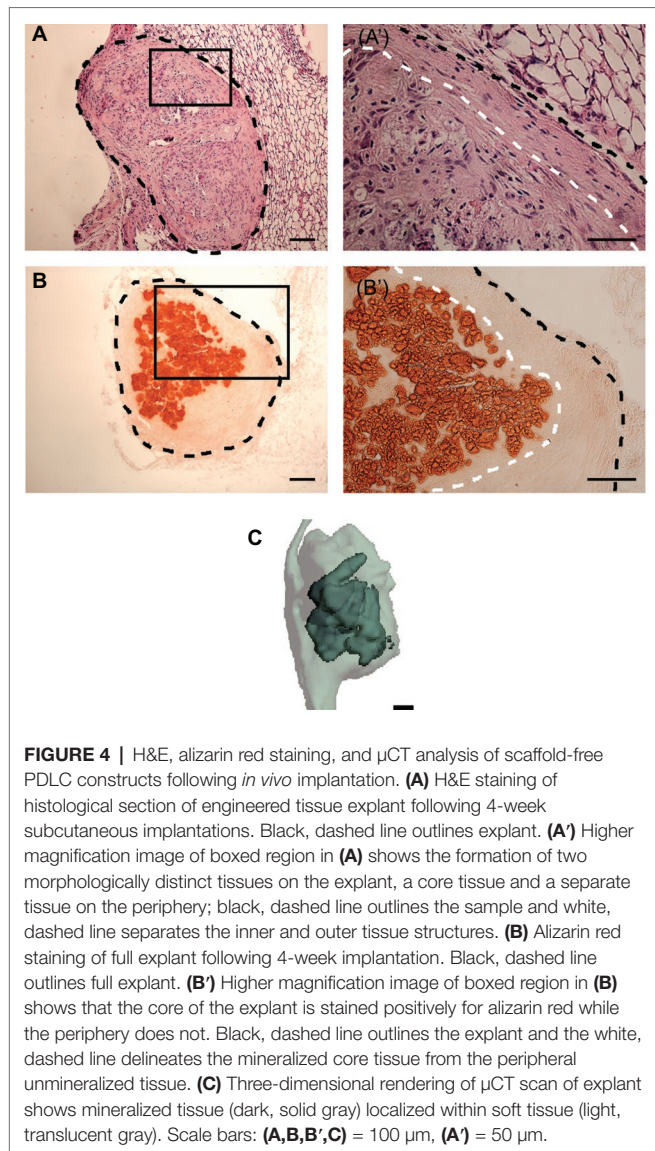 A
(A')
B
(B')
C
FIGURE 4 | H&E, alizarin red staining, and µCT analysis of scaffold-free
PDLC constructs following in vivo implantation. (A) H&E staining of
histological section of engineered tissue explant following 4-week
subcutaneous implantations. Black, dashed line outlines explant. (A') Higher
magnification image of boxed region in (A) shows the formation of two
morphologically distinct tissues on the explant, a core tissue and a separate
tissue on the periphery; black, dashed line outlines the sample and white,
dashed line separates the inner and outer tissue structures. (B) Alizarin red
staining of full explant following 4-week implantation. Black, dashed line
outlines full explant. (B') Higher magnification image of boxed region in (B)
shows that the core of the explant is stained positively for alizarin red while
the periphery does not. Black, dashed line outlines the explant and the white,
dashed line delineates the mineralized core tissue from the peripheral
unmineralized tissue. (C) Three-dimensional rendering of µCT scan of explant
shows mineralized tissue (dark, solid gray) localized within soft tissue (light,
translucent gray). Scale bars: (A,B,B',C) = 100 µm, (A') = 50 µm.